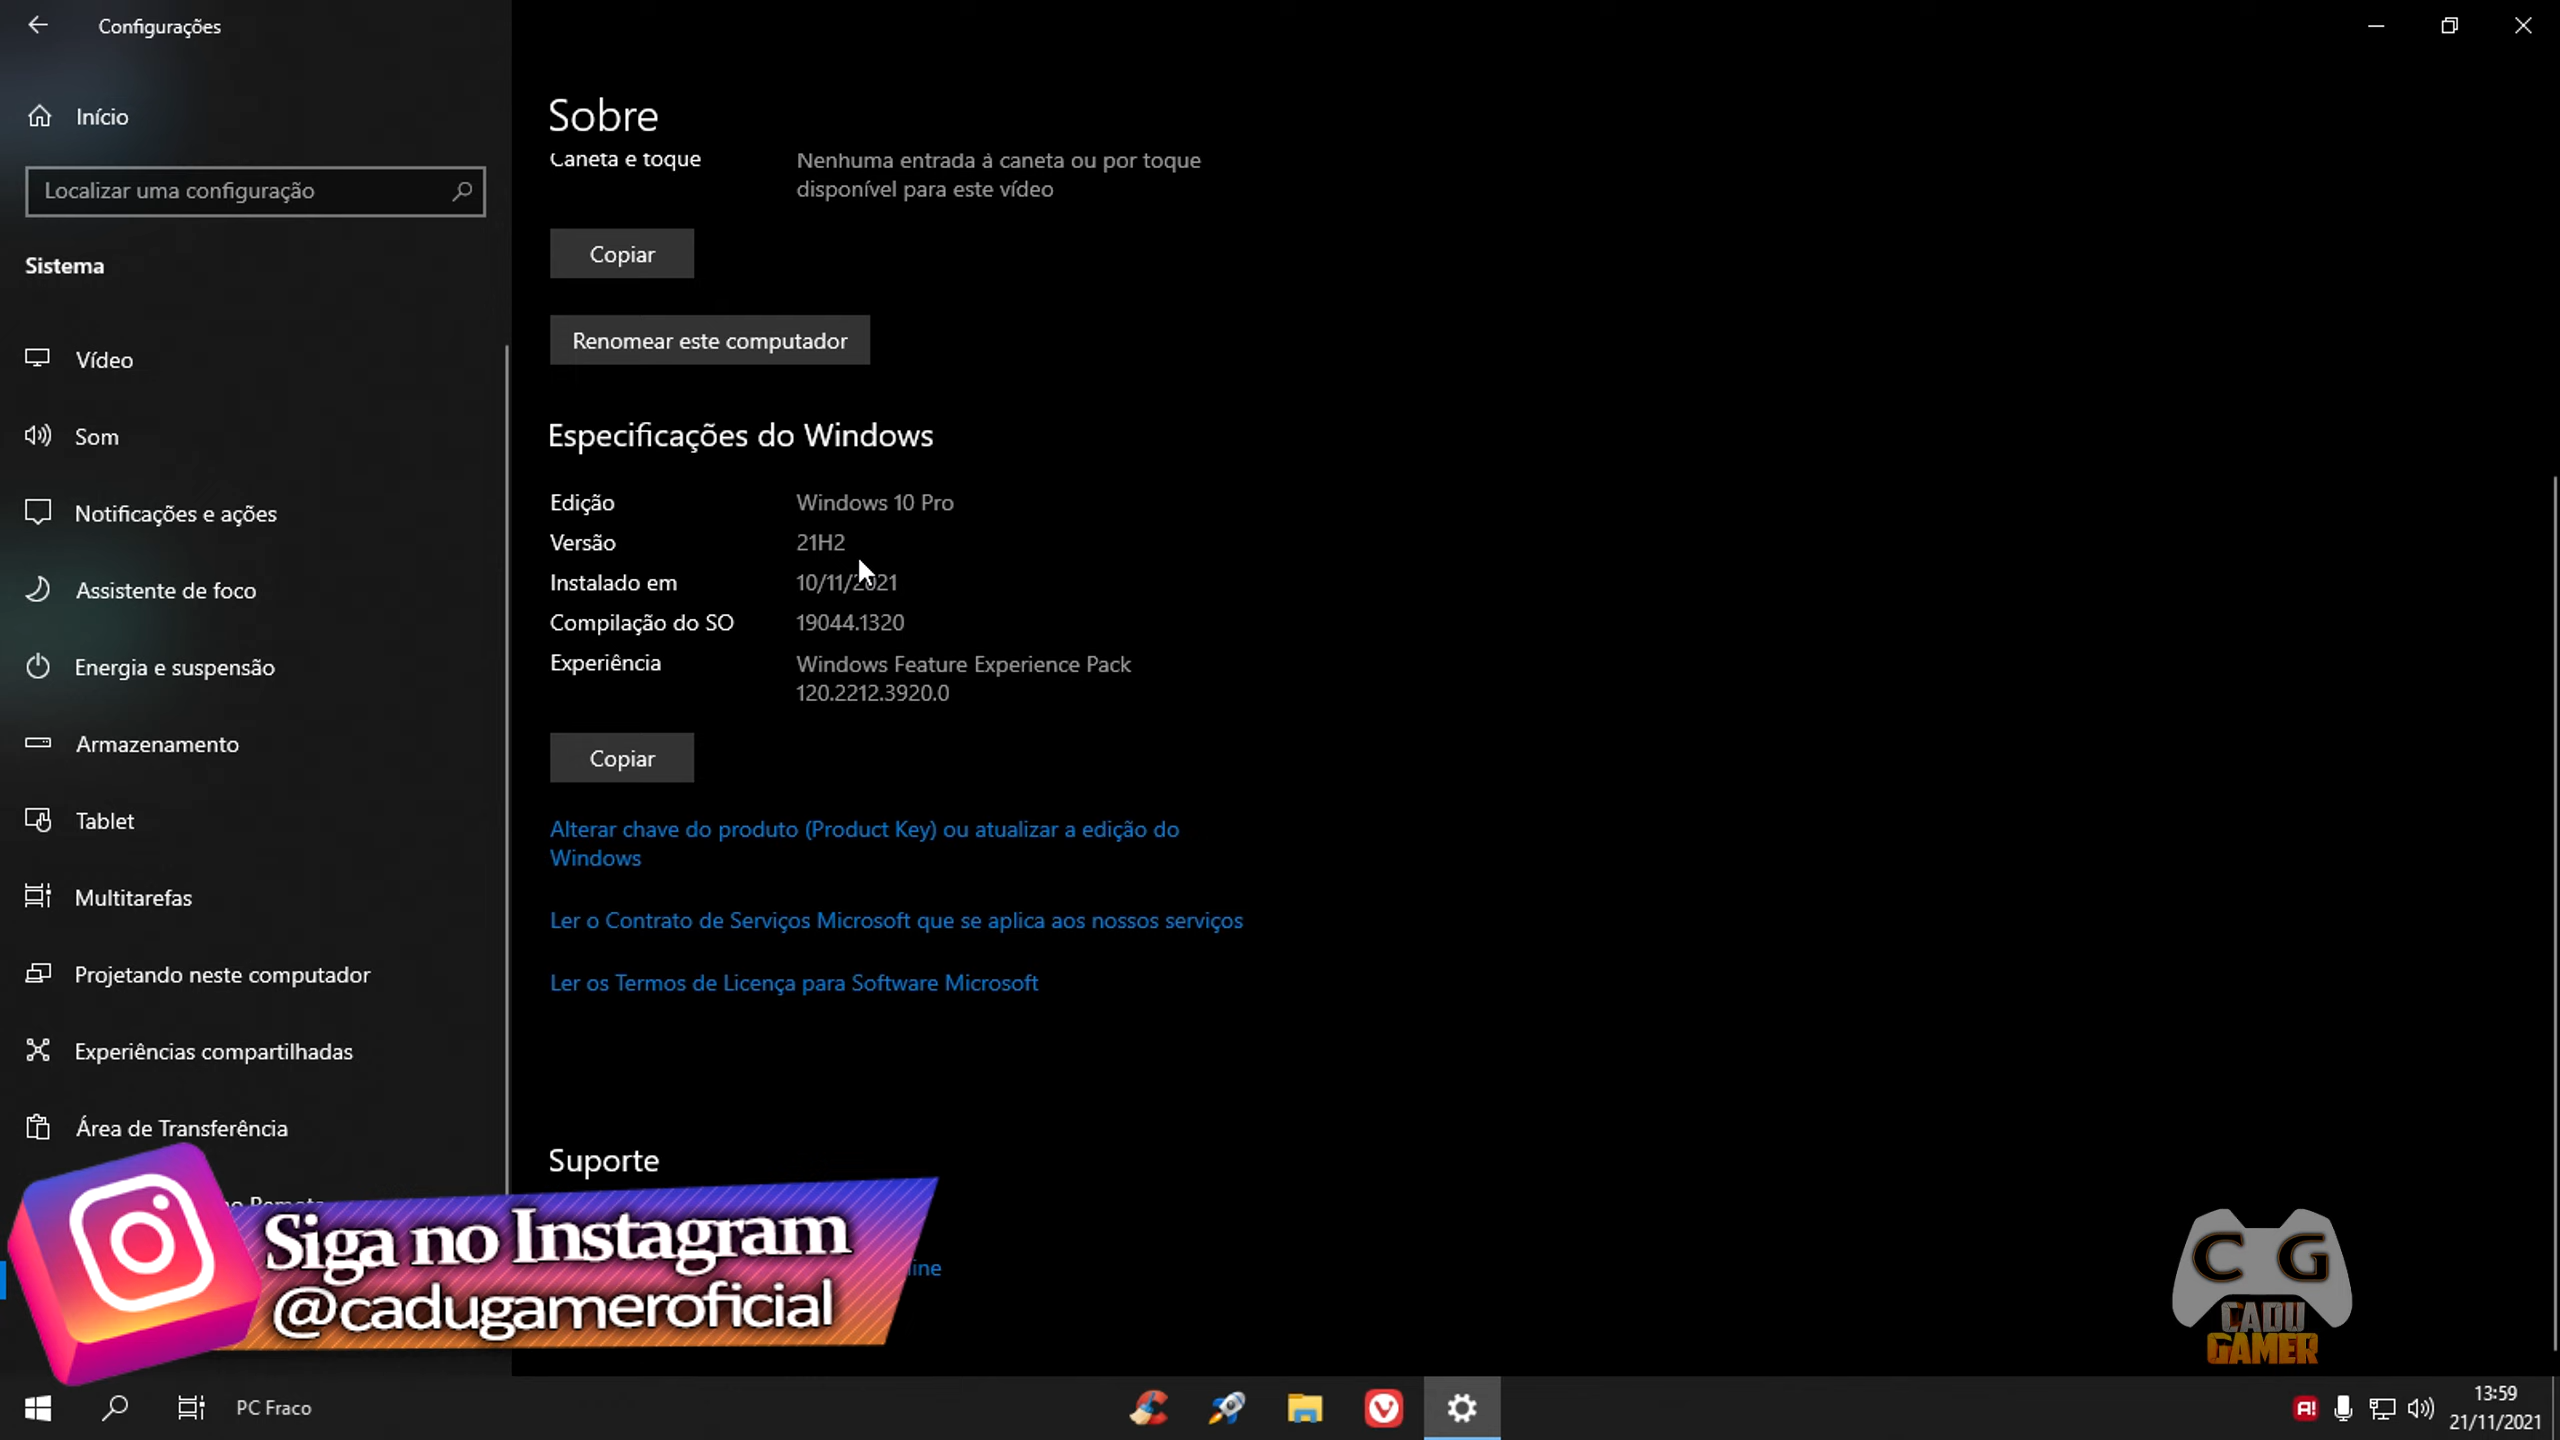 Configurações
Início
Localizar uma configuração
Sistema
Vídeo
Som
Notificações e ações
Assistente de foco
Energia e suspensão
Armazenamento
Tablet
Multitarefas
Projetando neste computador
Experiências compartilhadas
Área de Transferência
Sobre
Caneta e toque
Nenhuma entrada à caneta ou por toque
disponível para este vídeo
Copiar
Renomear este computador
Especificações do Windows
Edição Windows 10 Pro
Versão 21H2
Instalado em 10/11/2021
Compilação do SO 19044.1320
Experiência Windows Feature Experience Pack
120.2212.3920.0
Copiar
Alterar chave do produto (Product Key) ou atualizar a edição do
Windows
Ler o Contrato de Serviços Microsoft que se aplica aos nossos serviços
Ler os Termos de Licença para Software Microsoft
Suporte
Siga no Instagram
@cadugameroficial
C G
CADU
GAMER
PC Fraco
A!
13:59
21/11/2021